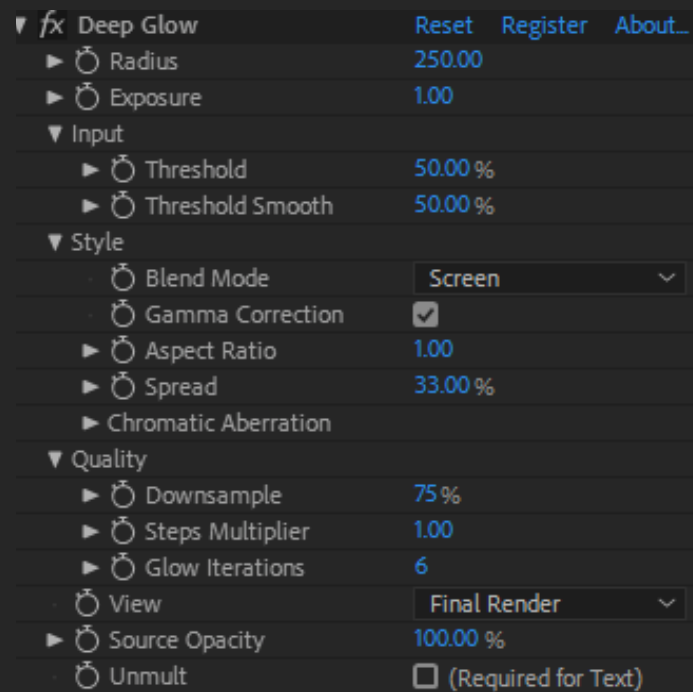 fx Deep Glow Reset Register About...
Radius 250.00
Exposure 1.00
Input
Threshold 50.00 %
Threshold Smooth 50.00 %
Style
Blend Mode Screen
Gamma Correction
Aspect Ratio 1.00
Spread 33.00 %
Chromatic Aberration
Quality
Downsample 75 %
Steps Multiplier 1.00
Glow Iterations 6
View Final Render
Source Opacity 100.00 %
Unmult (Required for Text)